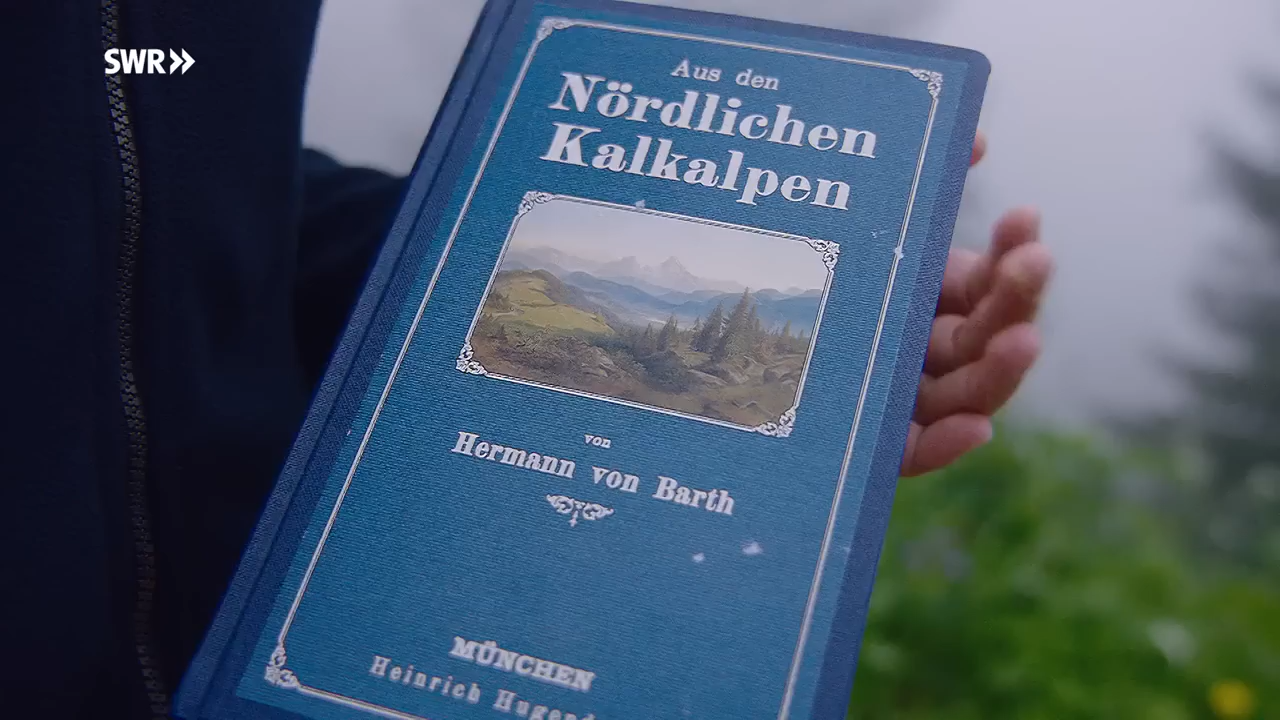 SWR
Aus den
Nördlichen
Kalkalpen
von
Hermann von Barth
MÜNCHEN
Heinrich